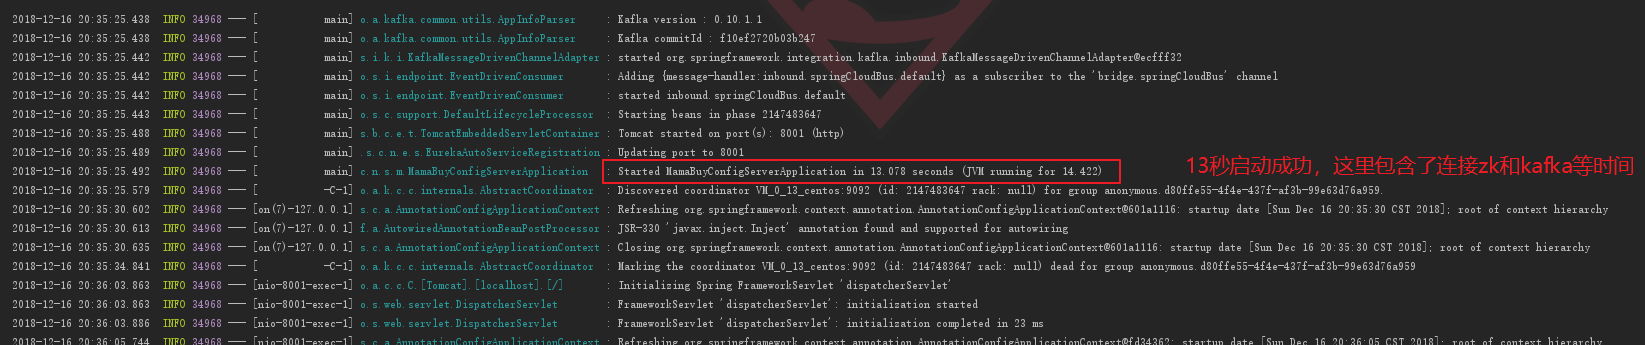 2018-12-16 20:35:25.438 INFO 34968 --- [ main] o.a.kafka.common.utils.AppInfoParser : Kafka version : 0.10.1.1
2018-12-16 20:35:25.438 INFO 34968 --- [ main] o.a.kafka.common.utils.AppInfoParser : Kafka commitId : f10ef2720b03b247
2018-12-16 20:35:25.442 INFO 34968 --- [ main] s.i.k.i.KafkaMessageDrivenChannelAdapter : started org.springframework.integration.kafka.inbound.KafkaMessageDrivenChannelAdapter@ecfff32
2018-12-16 20:35:25.442 INFO 34968 --- [ main] o.s.i.endpoint.EventDrivenConsumer : Adding {message-handler:inbound.springCloudBus.default} as a subscriber to the 'bridge.springCloudBus' channel
2018-12-16 20:35:25.442 INFO 34968 --- [ main] o.s.i.endpoint.EventDrivenConsumer : started inbound.springCloudBus.default
2018-12-16 20:35:25.443 INFO 34968 --- [ main] o.s.c.support.DefaultLifecycleProcessor : Starting beans in phase 2147483647
2018-12-16 20:35:25.488 INFO 34968 --- [ main] s.b.c.e.t.TomcatEmbeddedServletContainer : Tomcat started on port(s): 8001 (http)
2018-12-16 20:35:25.489 INFO 34968 --- [ main] .s.c.n.e.s.EurekaAutoServiceRegistration : Updating port to 8001
2018-12-16 20:35:25.492 INFO 34968 --- [ main] c.n.s.m.MamaBuyConfigServerApplication : Started MamaBuyConfigServerApplication in 13.078 seconds (JVM running for 14.422)
13秒启动成功，这里包含了连接zk和kafka等时间
2018-12-16 20:35:25.579 INFO 34968 --- [ -C-1] o.a.k.c.c.internals.AbstractCoordinator : Discovered coordinator VM_0_13_centos:9092 (id: 2147483647 rack: null) for group anonymous.d80ffe55-4f4e-437f-af3b-99e63d76a959.
2018-12-16 20:35:30.602 INFO 34968 --- [on(7)-127.0.0.1] s.c.a.AnnotationConfigApplicationContext : Refreshing org.springframework.context.annotation.AnnotationConfigApplicationContext@601a1116: startup date [Sun Dec 16 20:35:30 CST 2018]; root of context hierarchy
2018-12-16 20:35:30.613 INFO 34968 --- [on(7)-127.0.0.1] f.a.AutowiredAnnotationBeanPostProcessor : JSR-330 'javax.inject.Inject' annotation found and supported for autowiring
2018-12-16 20:35:30.635 INFO 34968 --- [on(7)-127.0.0.1] s.c.a.AnnotationConfigApplicationContext : Closing org.springframework.context.annotation.AnnotationConfigApplicationContext@601a1116: startup date [Sun Dec 16 20:35:30 CST 2018]; root of context hierarchy
2018-12-16 20:35:34.841 INFO 34968 --- [ -C-1] o.a.k.c.c.internals.AbstractCoordinator : Marking the coordinator VM_0_13_centos:9092 (id: 2147483647 rack: null) dead for group anonymous.d80ffe55-4f4e-437f-af3b-99e63d76a959
2018-12-16 20:36:03.863 INFO 34968 --- [nio-8001-exec-1] o.a.c.c.C.[Tomcat].[localhost].[/] : Initializing Spring FrameworkServlet 'dispatcherServlet'
2018-12-16 20:36:03.863 INFO 34968 --- [nio-8001-exec-1] o.s.web.servlet.DispatcherServlet : FrameworkServlet 'dispatcherServlet': initialization started
2018-12-16 20:36:03.886 INFO 34968 --- [nio-8001-exec-1] o.s.web.servlet.DispatcherServlet : FrameworkServlet 'dispatcherServlet': initialization completed in 23 ms
2018-12-16 20:36:05.744 INFO 34968 --- [nio-8001-exec-1] s.c.a.AnnotationConfigApplicationContext : Refreshing org.springframework.context.annotation.AnnotationConfigApplicationContext@fd34362: startup date [Sun Dec 16 20:36:05 CST 2018]; root of context hierarchy